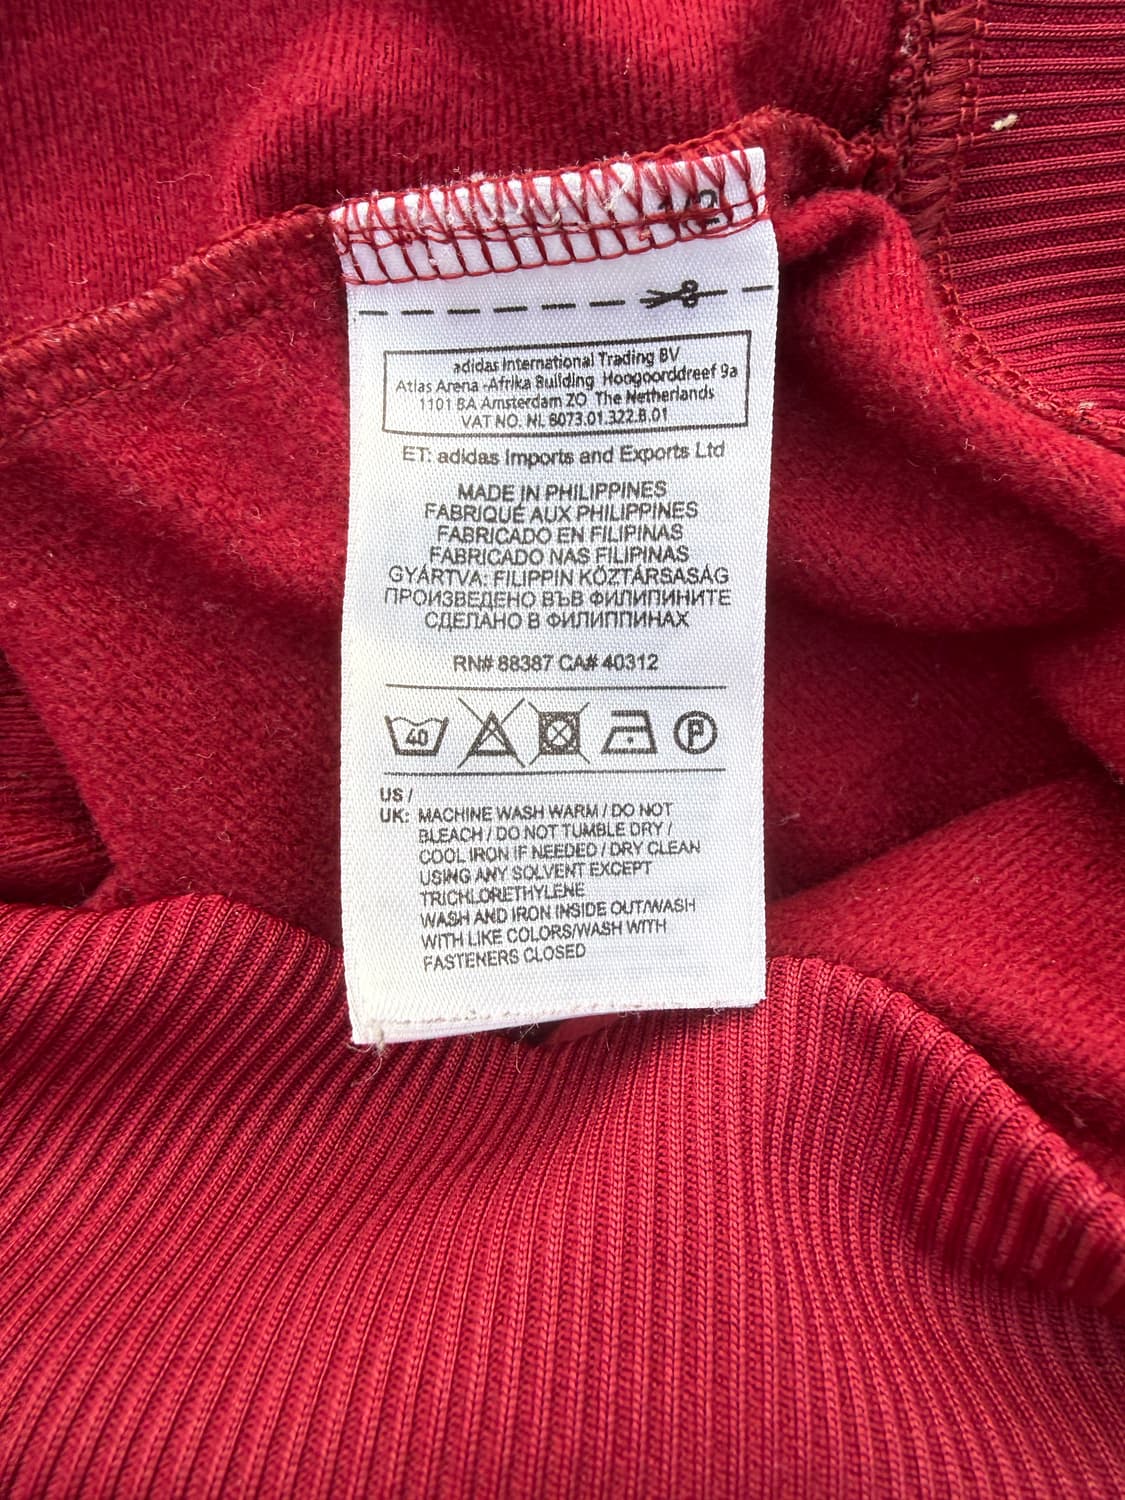 1/2
adidas International Trading BV
Atlas Arena -Afrika Building Hoogoorddreef 9a
1101 BA Amsterdam ZO The Netherlands
VAT NO. NL 8073.01.322.B.01
ET: adidas Imports and Exports Ltd
MADE IN PHILIPPINES
FABRIQUÉ AUX PHILIPPINES
FABRICADO EN FILIPINAS
FABRICADO NAS FILIPINAS
GYÁRTVA: FILIPPIN KÖZTÁRSASÁG
ПРОИЗВЕДЕНО ВЪВ ФИЛИПИНИТЕ
СДЕЛАНО В ФИЛИППИНАХ
RN# 88387 CA# 40312
40 P
US /
UK: MACHINE WASH WARM / DO NOT
BLEACH / DO NOT TUMBLE DRY /
COOL IRON IF NEEDED / DRY CLEAN
USING ANY SOLVENT EXCEPT
TRICHLORETHYLENE
WASH AND IRON INSIDE OUT/WASH
WITH LIKE COLORS/WASH WITH
FASTENERS CLOSED